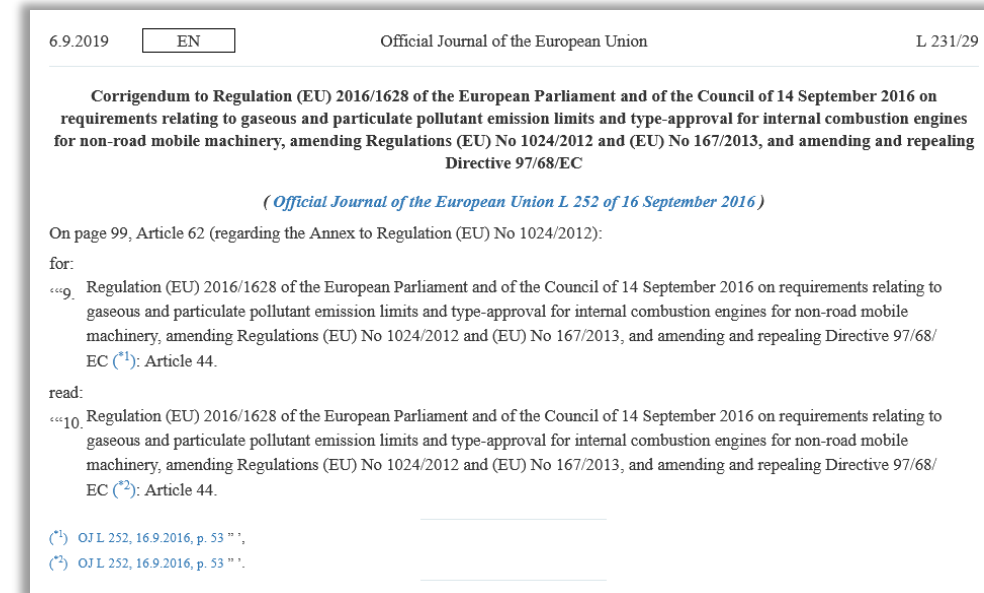 6.9.2019 EN Official Journal of the European Union L 231/29
Corrigendum to Regulation (EU) 2016/1628 of the European Parliament and of the Council of 14 September 2016 on
requirements relating to gaseous and particulate pollutant emission limits and type-approval for internal combustion engines
for non-road mobile machinery, amending Regulations (EU) No 1024/2012 and (EU) No 167/2013, and amending and repealing
Directive 97/68/EC
( Official Journal of the European Union L 252 of 16 September 2016 )
On page 99, Article 62 (regarding the Annex to Regulation (EU) No 1024/2012):
for:
‘“9. Regulation (EU) 2016/1628 of the European Parliament and of the Council of 14 September 2016 on requirements relating to
gaseous and particulate pollutant emission limits and type-approval for internal combustion engines for non-road mobile
machinery, amending Regulations (EU) No 1024/2012 and (EU) No 167/2013, and amending and repealing Directive 97/68/
EC (*1): Article 44.
read:
‘“10. Regulation (EU) 2016/1628 of the European Parliament and of the Council of 14 September 2016 on requirements relating to
gaseous and particulate pollutant emission limits and type-approval for internal combustion engines for non-road mobile
machinery, amending Regulations (EU) No 1024/2012 and (EU) No 167/2013, and amending and repealing Directive 97/68/
EC (*2): Article 44.
(*1) OJ L 252, 16.9.2016, p. 53 ” ’,
(*2) OJ L 252, 16.9.2016, p. 53 ” ’.